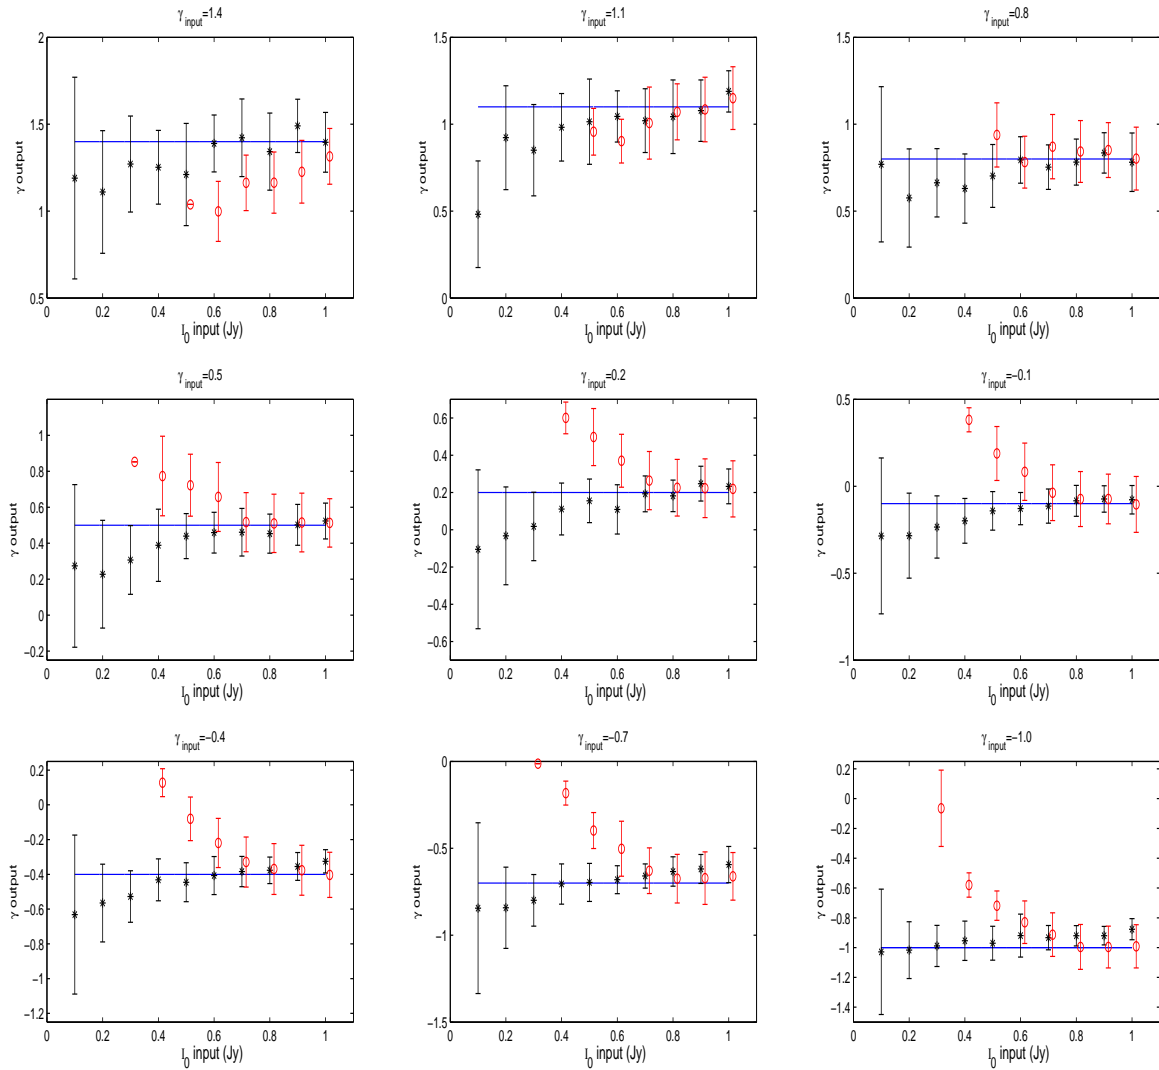 γ input=1.4
2
1.5
1
0.5
γ output
0 0.2 0.4 0.6 0.8 1
I0 input (Jy)
γ input=1.1
1.5
1
0.5
0
γ output
0 0.2 0.4 0.6 0.8 1
I0 input (Jy)
γ input=0.8
1.5
1
0.5
0
γ output
0 0.2 0.4 0.6 0.8 1
I0 input (Jy)
γ input=0.5
1
0.8
0.6
0.4
0.2
0
−0.2
γ output
0 0.2 0.4 0.6 0.8 1
I0 input (Jy)
γ input=0.2
0.6
0.4
0.2
0
−0.2
−0.4
−0.6
γ output
0 0.2 0.4 0.6 0.8 1
I0 input (Jy)
γ input=−0.1
0.5
0
−0.5
−1
γ output
0 0.2 0.4 0.6 0.8 1
I0 input (Jy)
γ input=−0.4
0.2
0
−0.2
−0.4
−0.6
−0.8
−1
−1.2
γ output
0 0.2 0.4 0.6 0.8 1
I0 input (Jy)
γ input=−0.7
0
−0.5
−1
−1.5
γ output
0 0.2 0.4 0.6 0.8 1
I0 input (Jy)
γ input=−1.0
0.2
0
−0.2
−0.4
−0.6
−0.8
−1
−1.2
−1.4
γ output
0 0.2 0.4 0.6 0.8 1
I0 input (Jy)